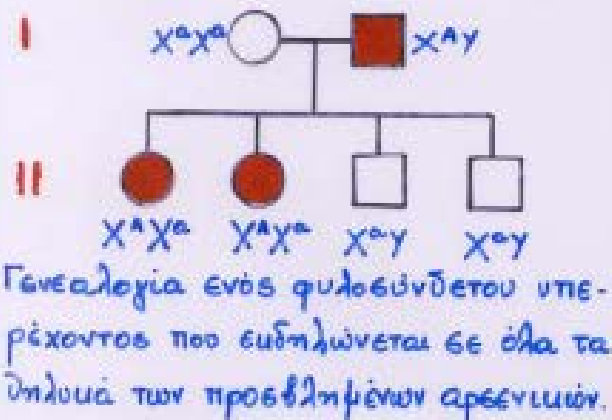 I
XᵃXᵃ XᴬY
II
XᴬXᵃ XᴬXᵃ XᵃY XᵃY
Γενεαλογία ενός φυλοσύνδετου υπε-
ρέχοντος που εκδηλώνεται σε όλα τα
θηλυκά των προσβλημένων αρσενικών.